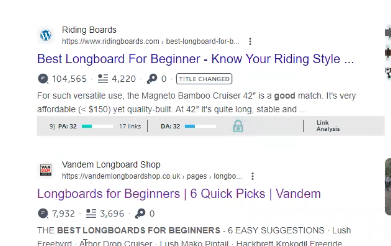 Riding Boards
https://www.ridingboards.com › best-longboard-for-b...
Best Longboard For Beginner - Know Your Riding Style ...
104,565 4,220 0 TITLE CHANGED
For such versatile use, the Magneto Bamboo Cruiser 42" is a good match. It's very
affordable (< $150) yet quality-built. At 42" it's quite long, stable and ...
9) PA: 32 17 links DA: 32 Link
Analysis
Vandem Longboard Shop
https://vandemlongboardshop.co.uk › pages › longbo...
Longboards for Beginners | 6 Quick Picks | Vandem
7,932 3,696 0
THE BEST LONGBOARDS FOR BEGINNERS - 6 EASY SUGGESTIONS · Lush
Freebyrd · Arbor Drop Cruiser · Lush Mako Pintail · Hackbrett Krokodil Freeride